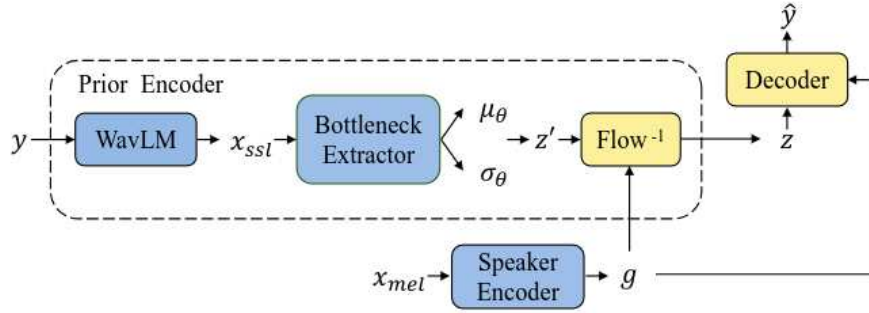 ŷ
Prior Encoder
Decoder
y
WavLM
x_ssl
Bottleneck
Extractor
μ_θ
σ_θ
z′
Flow⁻¹
z
x_mel
Speaker
Encoder
g